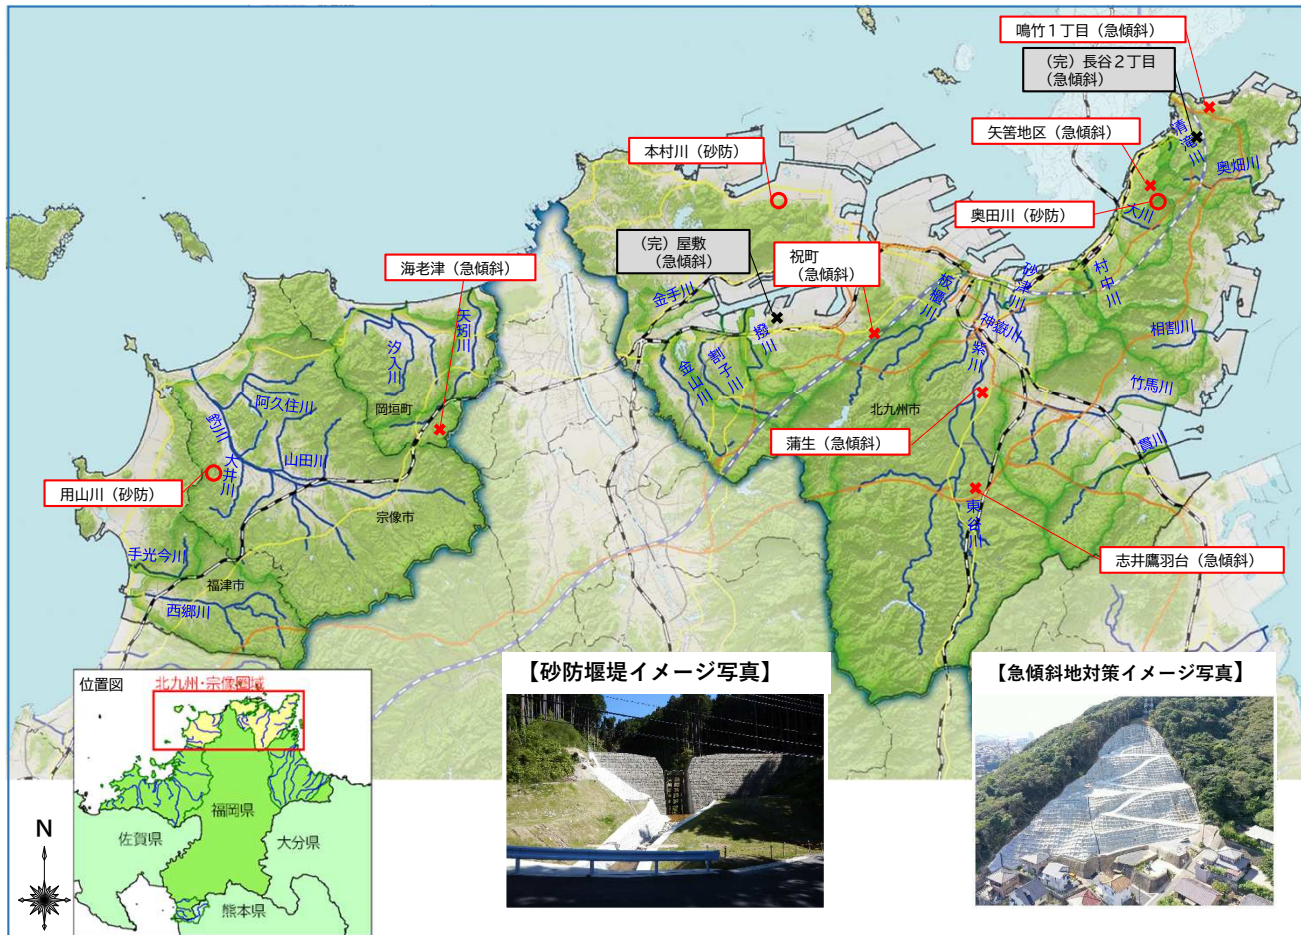 鳴竹１丁目（急傾斜）
（完）長谷２丁目
（急傾斜）
矢筈地区（急傾斜）
本村川（砂防）
奥田川（砂防）
（完）屋敷
（急傾斜）
祝町
（急傾斜）
海老津（急傾斜）
蒲生（急傾斜）
用山川（砂防）
志井鷹羽台（急傾斜）
清滝川
奥畑川
大川
村中川
砂津川
板櫃川
神嶽川
紫川
相割川
竹馬川
貫川
東谷川
金手川
撥川
割子川
金山川
北九州市
天矧川
汐入川
岡垣町
阿久住川
釣川
大井川
山田川
宗像市
手光今川
福津市
西郷川
位置図
北九州・宗像圏域
福岡県
佐賀県
大分県
熊本県
N
【砂防堰堤イメージ写真】
【急傾斜地対策イメージ写真】